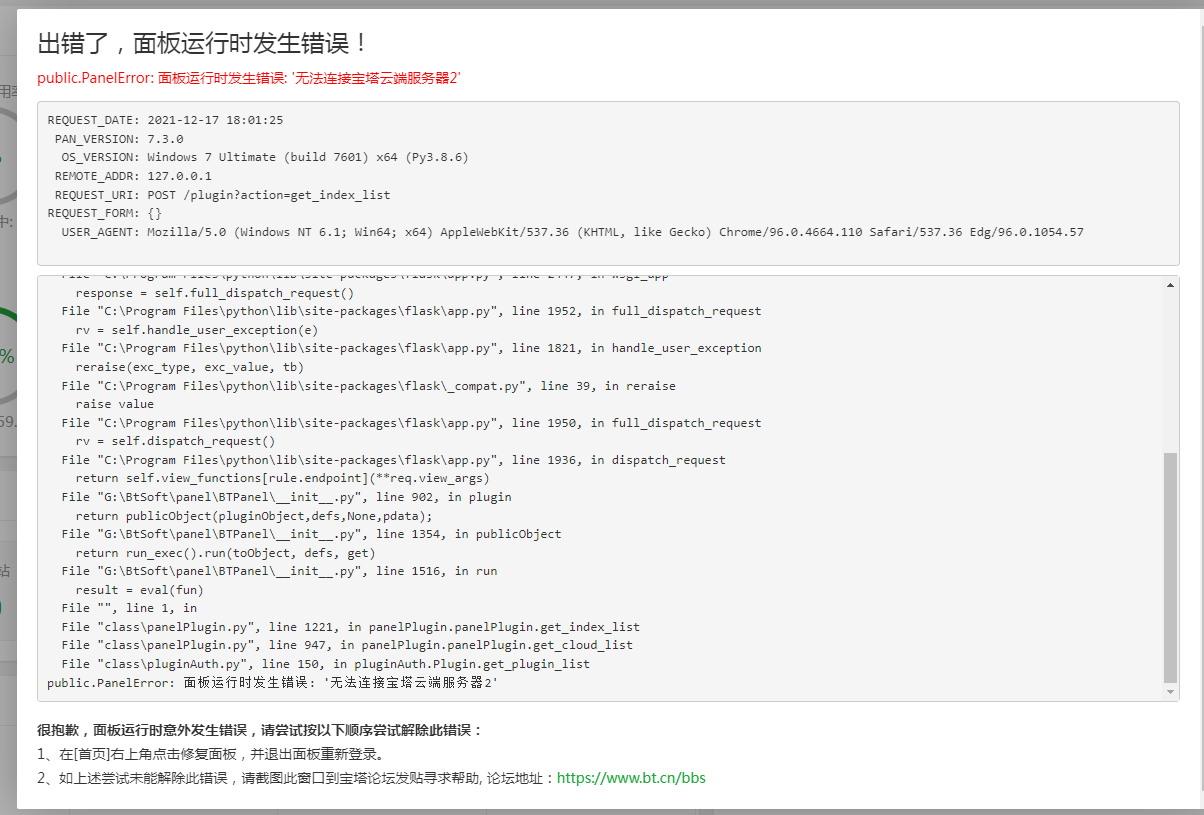 出错了，面板运行时发生错误！
public.PanelError: 面板运行时发生错误: '无法连接宝塔云端服务器2'
REQUEST_DATE: 2021-12-17 18:01:25
PAN_VERSION: 7.3.0
OS_VERSION: Windows 7 Ultimate (build 7601) x64 (Py3.8.6)
REMOTE_ADDR: 127.0.0.1
REQUEST_URI: POST /plugin?action=get_index_list
REQUEST_FORM: {}
USER_AGENT: Mozilla/5.0 (Windows NT 6.1; Win64; x64) AppleWebKit/537.36 (KHTML, like Gecko) Chrome/96.0.4664.110 Safari/537.36 Edg/96.0.1054.57
File "C:\Program Files\python\lib\site-packages\flask\app.py", line 2447, in wsgi_app
response = self.full_dispatch_request()
File "C:\Program Files\python\lib\site-packages\flask\app.py", line 1952, in full_dispatch_request
rv = self.handle_user_exception(e)
File "C:\Program Files\python\lib\site-packages\flask\app.py", line 1821, in handle_user_exception
reraise(exc_type, exc_value, tb)
File "C:\Program Files\python\lib\site-packages\flask\_compat.py", line 39, in reraise
raise value
File "C:\Program Files\python\lib\site-packages\flask\app.py", line 1950, in full_dispatch_request
rv = self.dispatch_request()
File "C:\Program Files\python\lib\site-packages\flask\app.py", line 1936, in dispatch_request
return self.view_functions[rule.endpoint](**req.view_args)
File "G:\BtSoft\panel\BTPanel\__init__.py", line 902, in plugin
return publicObject(pluginObject,defs,None,pdata);
File "G:\BtSoft\panel\BTPanel\__init__.py", line 1354, in publicObject
return run_exec().run(toObject, defs, get)
File "G:\BtSoft\panel\BTPanel\__init__.py", line 1516, in run
result = eval(fun)
File "", line 1, in
File "class\panelPlugin.py", line 1221, in panelPlugin.panelPlugin.get_index_list
File "class\panelPlugin.py", line 947, in panelPlugin.panelPlugin.get_cloud_list
File "class\pluginAuth.py", line 150, in pluginAuth.Plugin.get_plugin_list
public.PanelError: 面板运行时发生错误: '无法连接宝塔云端服务器2'
很抱歉，面板运行时意外发生错误，请尝试按以下顺序尝试解除此错误：
1、在[首页]右上角点击修复面板，并退出面板重新登录。
2、如上述尝试未能解除此错误，请截图此窗口到宝塔论坛发贴寻求帮助, 论坛地址：https://www.bt.cn/bbs